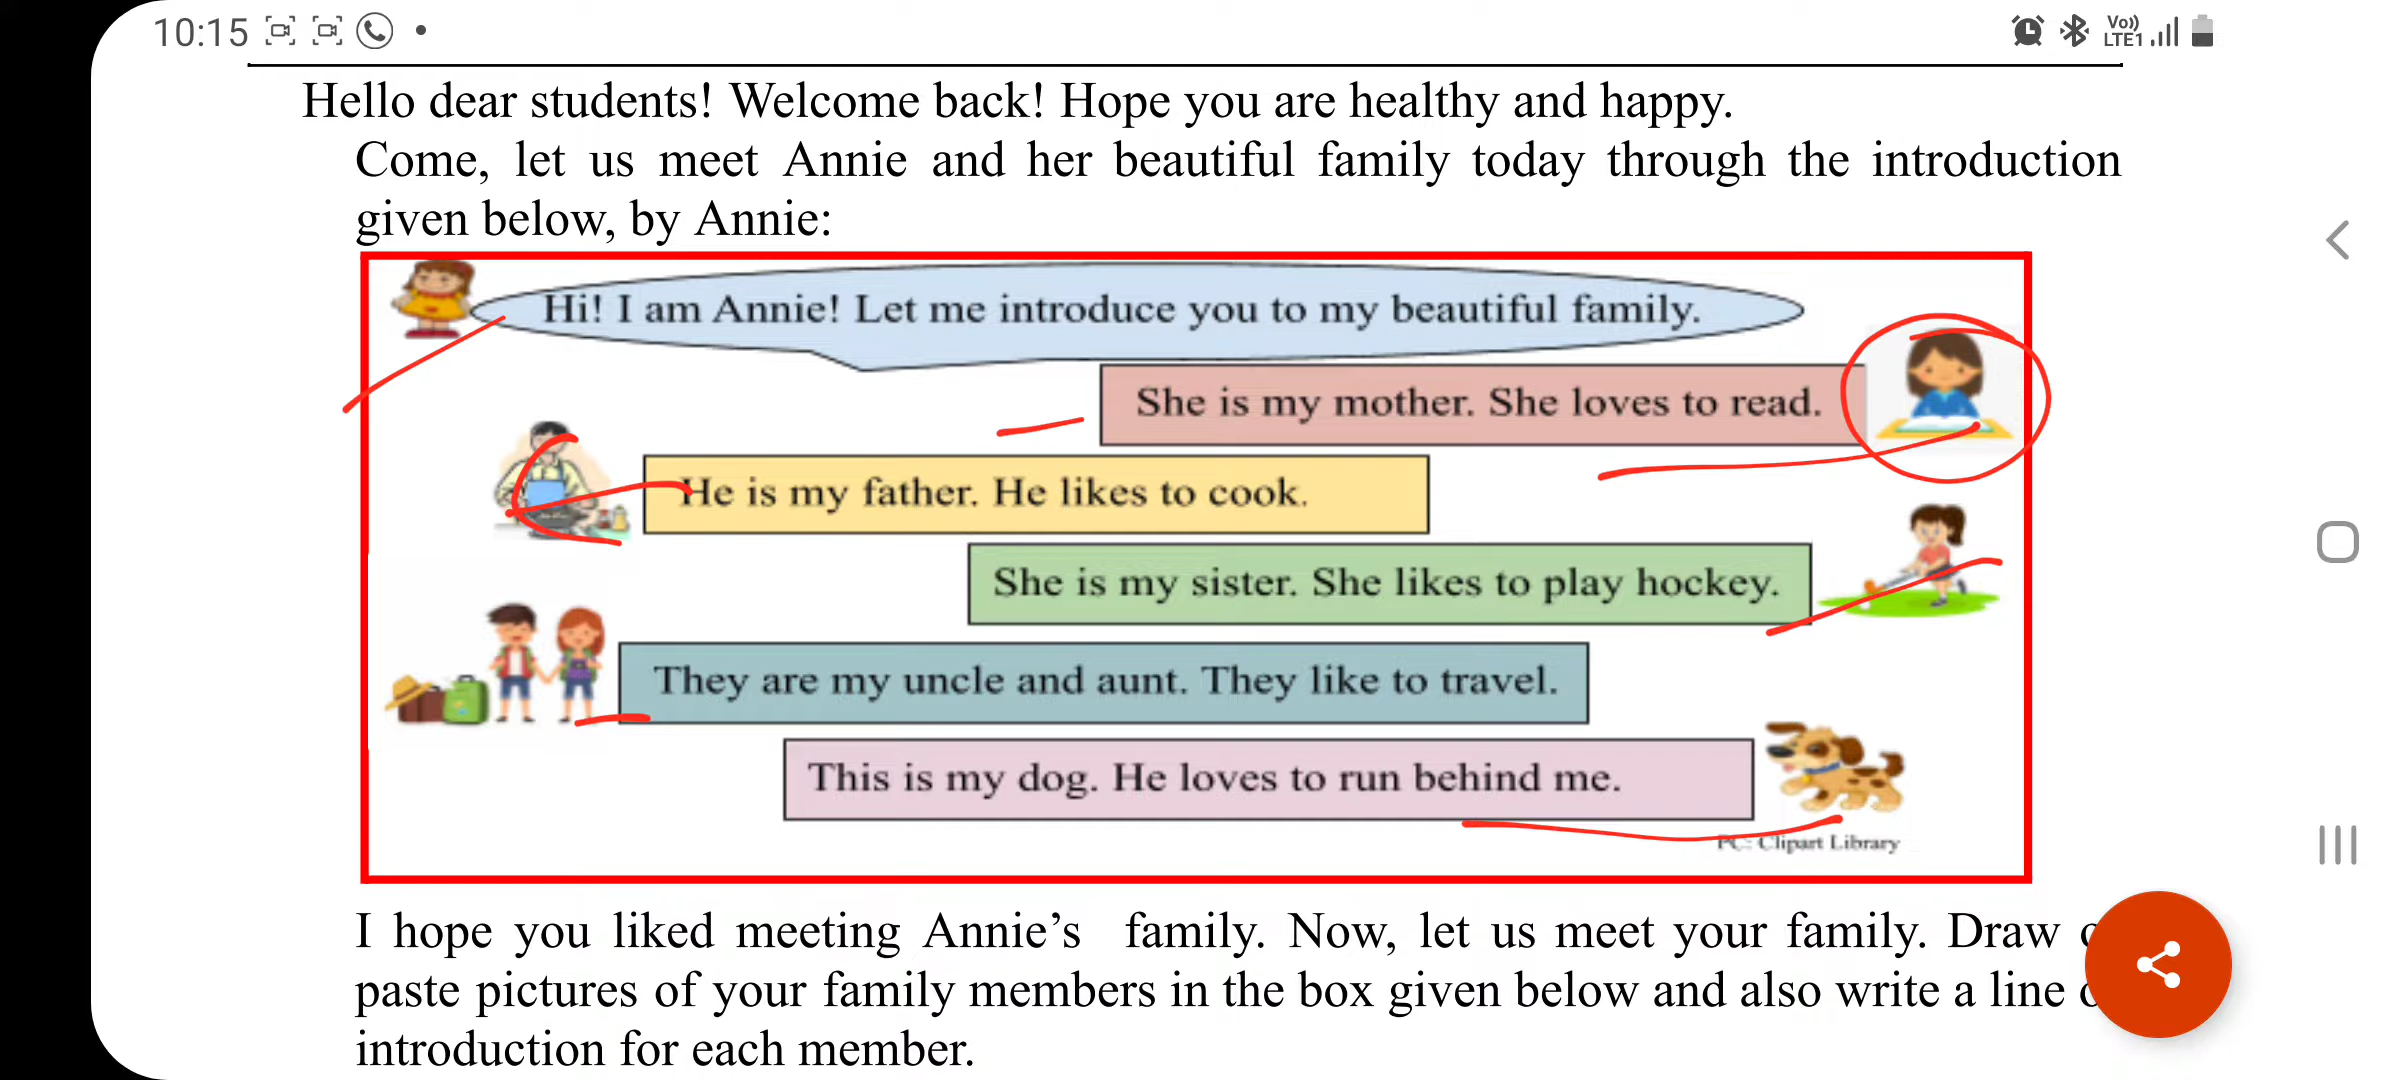 10:15
Vo)) LTE1
Hello dear students! Welcome back! Hope you are healthy and happy.
Come, let us meet Annie and her beautiful family today through the introduction
given below, by Annie:
Hi! I am Annie! Let me introduce you to my beautiful family.
She is my mother. She loves to read.
He is my father. He likes to cook.
She is my sister. She likes to play hockey.
They are my uncle and aunt. They like to travel.
This is my dog. He loves to run behind me.
PC: Clipart Library
I hope you liked meeting Annie’s family. Now, let us meet your family. Draw
paste pictures of your family members in the box given below and also write a line
introduction for each member.